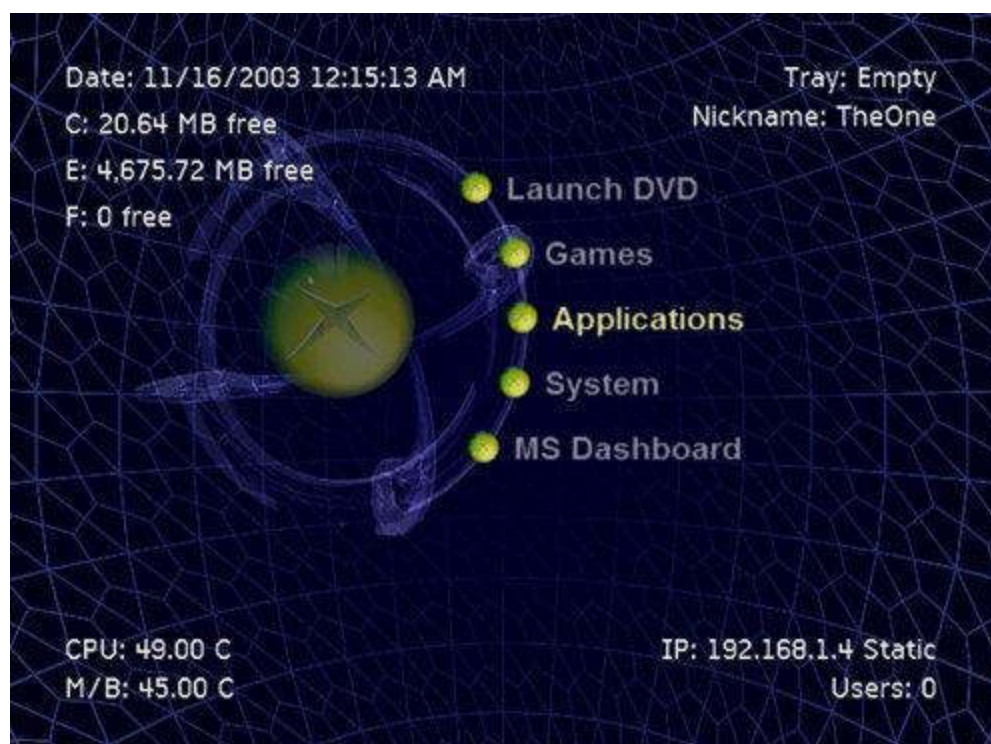 Date: 11/16/2003 12:15:13 AM
Tray: Empty
C: 20.64 MB free
Nickname: TheOne
E: 4,675.72 MB free
F: 0 free
Launch DVD
Games
Applications
System
MS Dashboard
CPU: 49.00 C
IP: 192.168.1.4 Static
M/B: 45.00 C
Users: 0